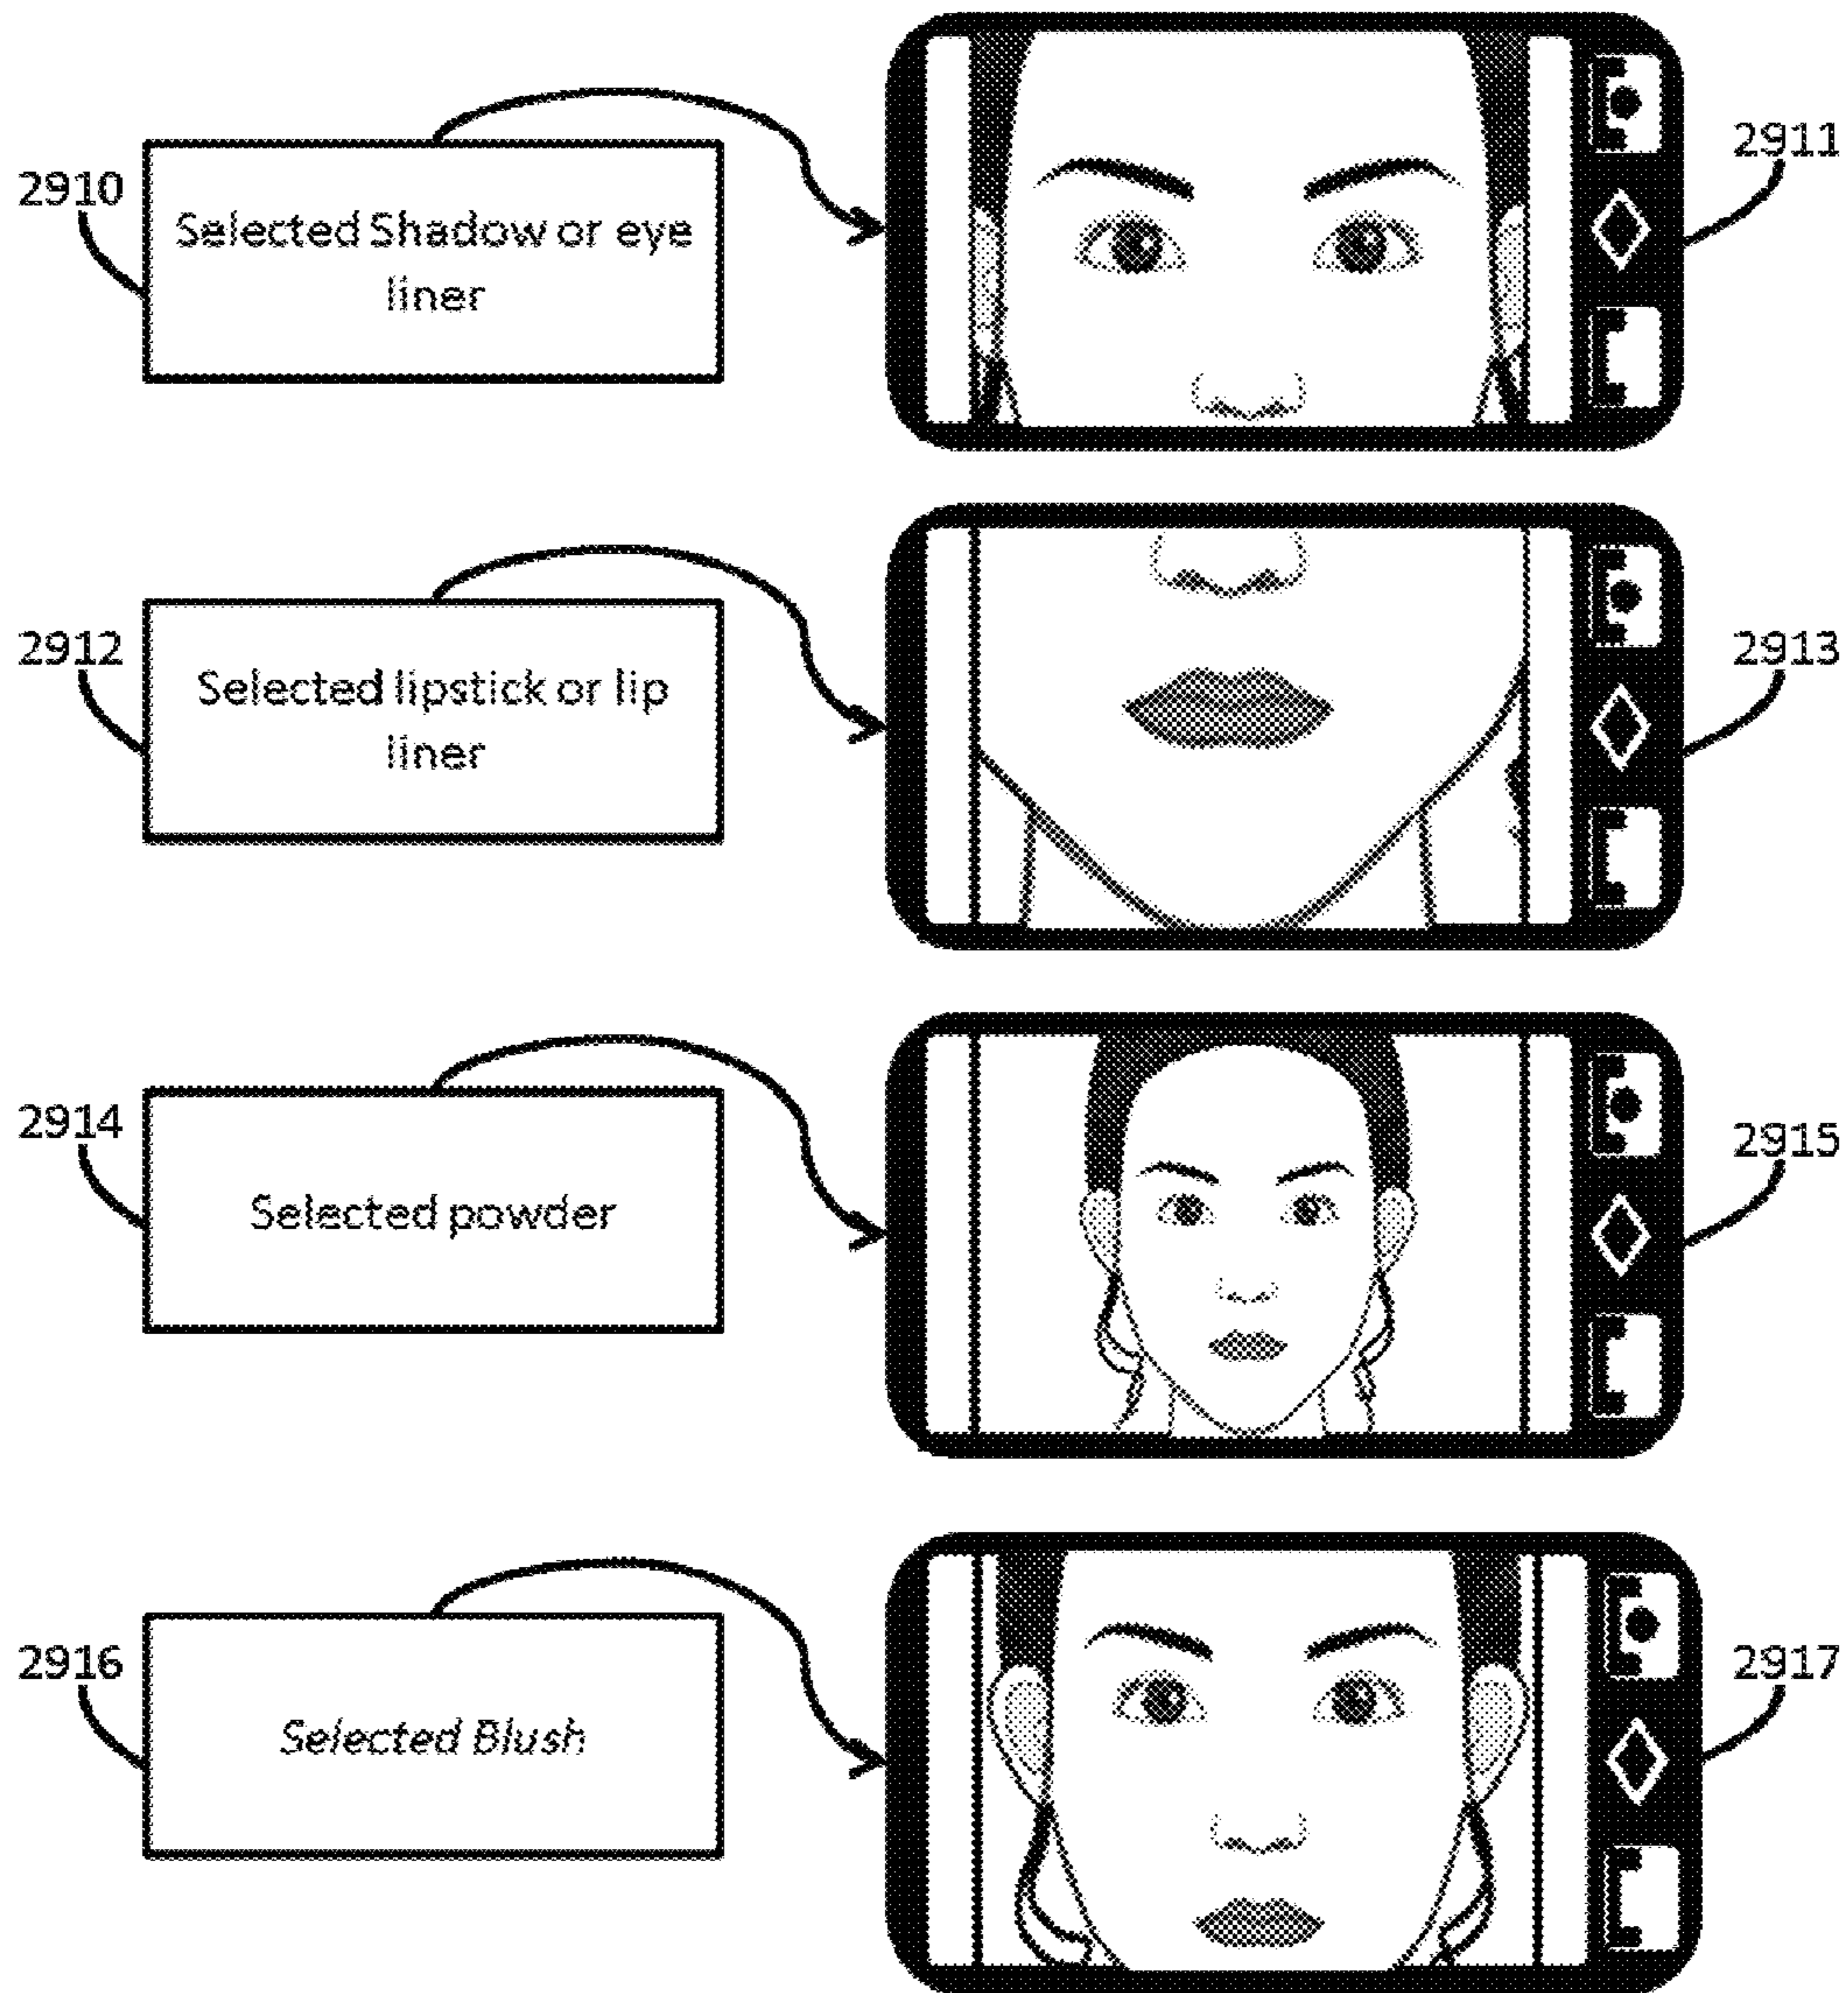 2911
2910
Selected Shadow or eye
liner
2912
2913
Selected lipstick or lip
liner
2914
2915
Selected powder
2916
2917
Selected Blush